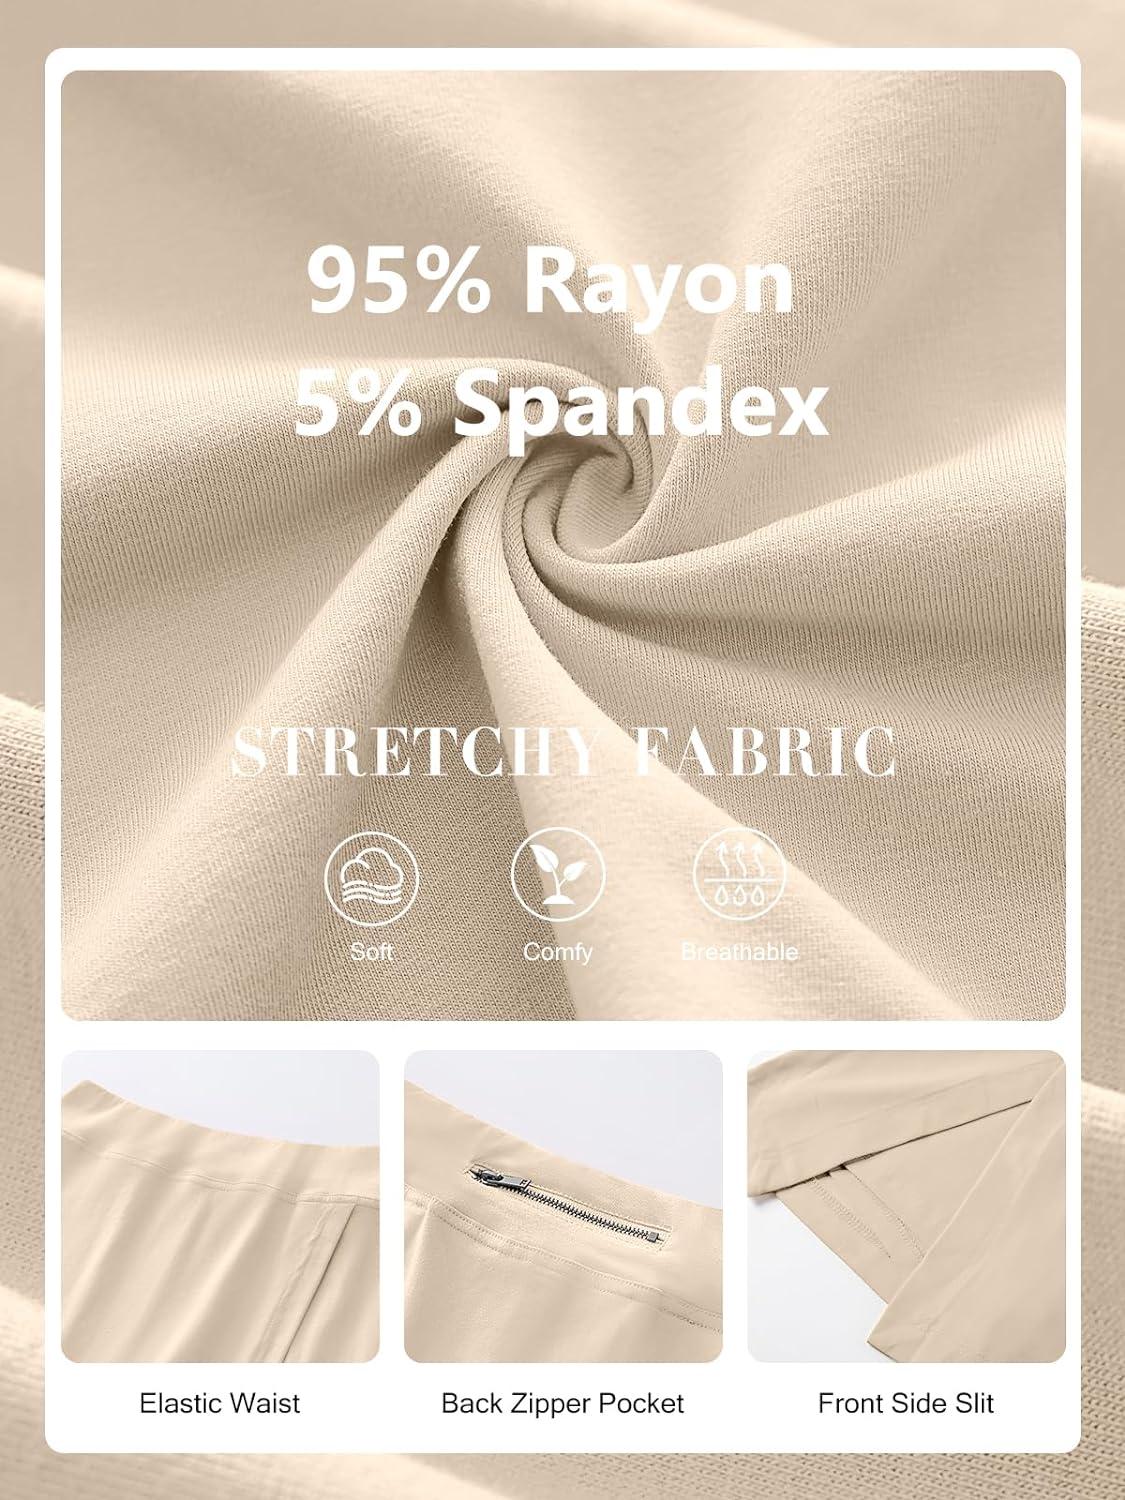 95% Rayon
5% Spandex
STRETCHY FABRIC
Soft
Comfy
Breathable
Elastic Waist
Back Zipper Pocket
Front Side Slit